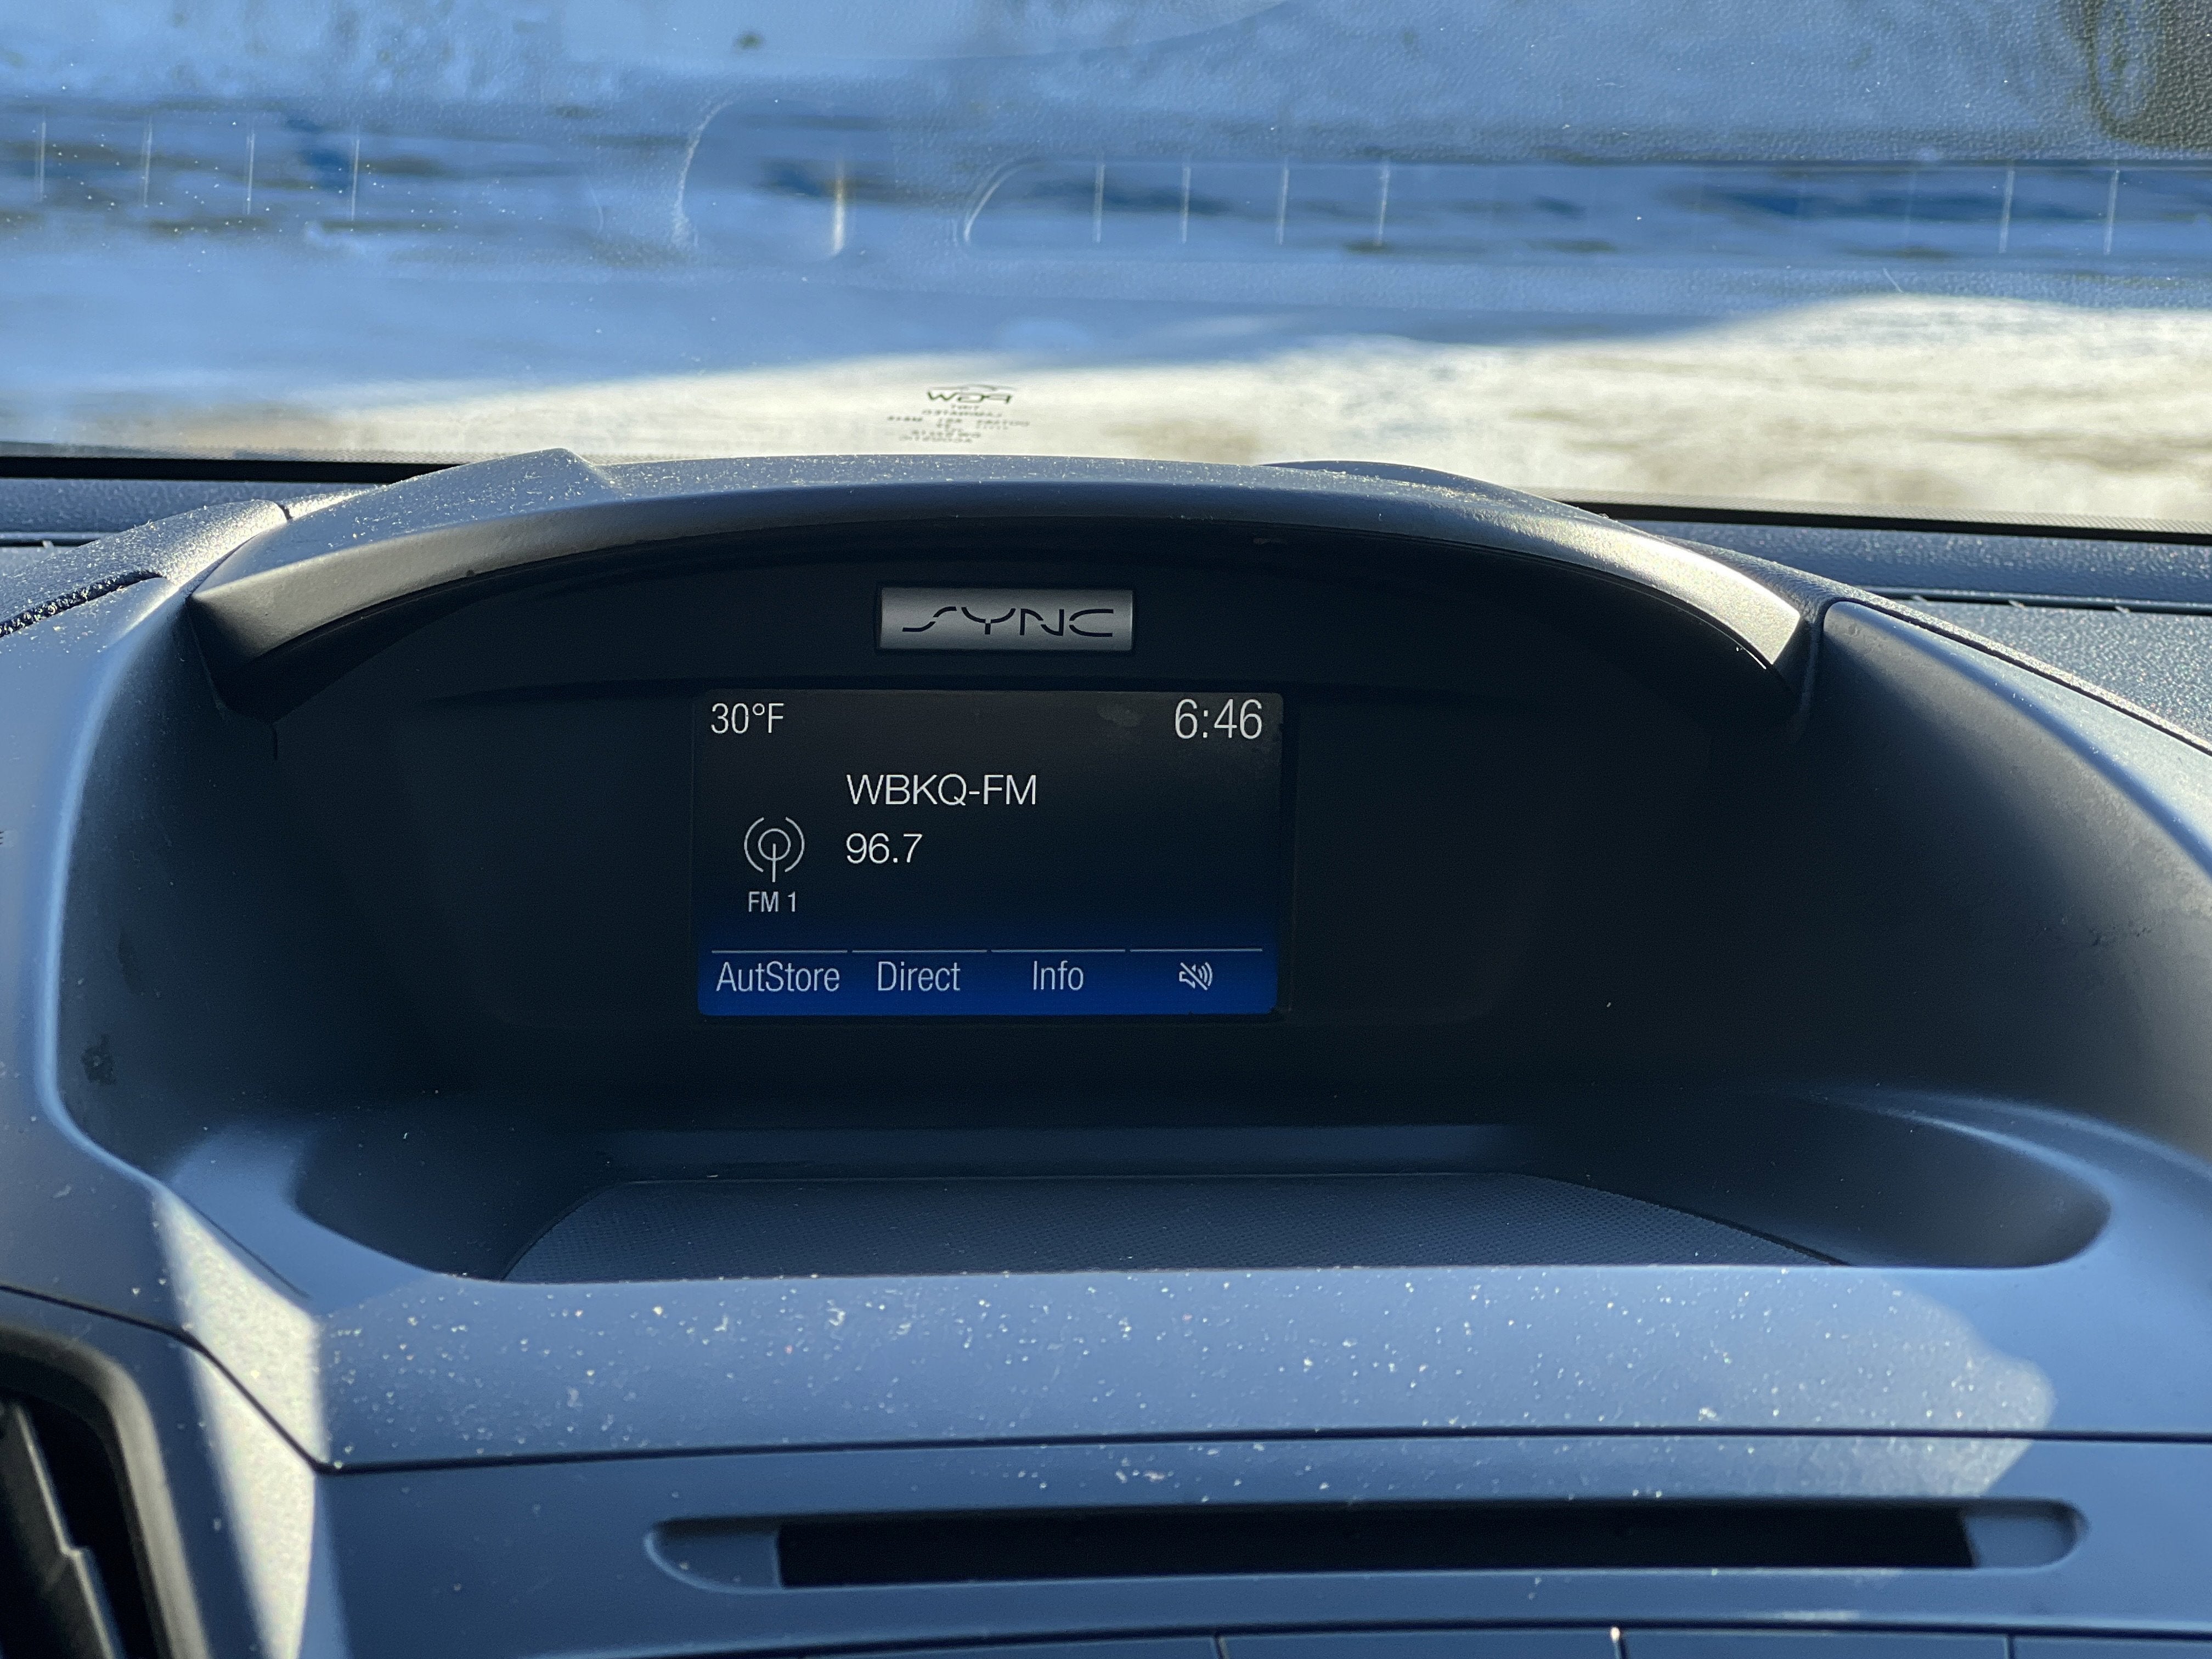 SYNC
30°F 6:46
WBKQ-FM
96.7
FM 1
AutStore Direct Info